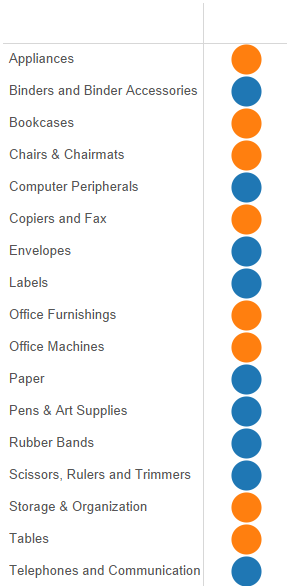 Appliances
Binders and Binder Accessories
Bookcases
Chairs & Chairmats
Computer Peripherals
Copiers and Fax
Envelopes
Labels
Office Furnishings
Office Machines
Paper
Pens & Art Supplies
Rubber Bands
Scissors, Rulers and Trimmers
Storage & Organization
Tables
Telephones and Communication